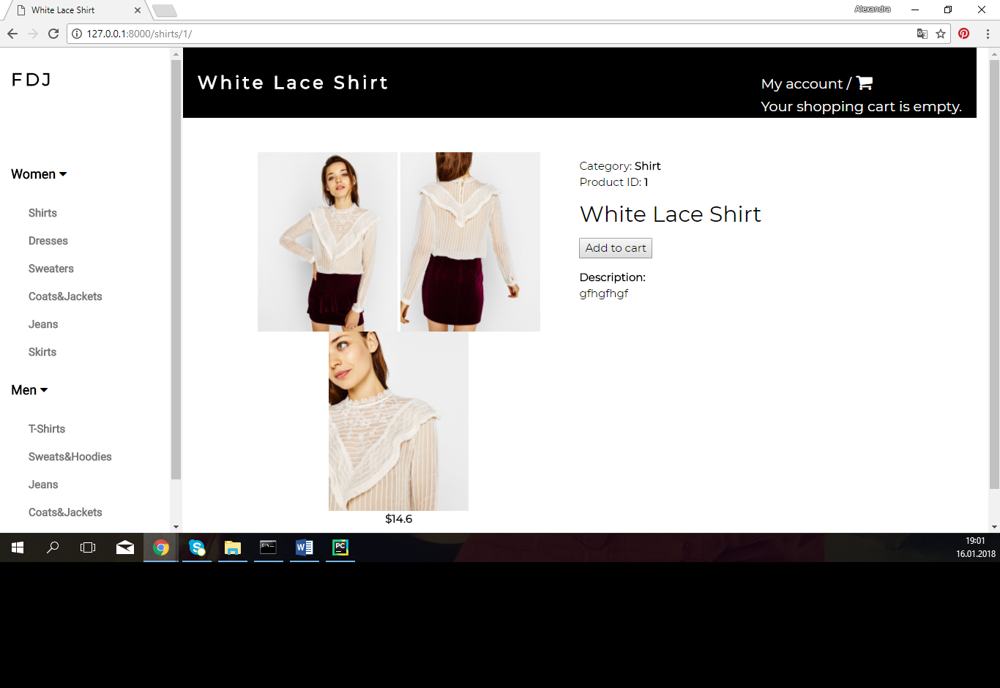 White Lace Shirt
Alexandra
127.0.0.1:8000/shirts/1/
FDJ
Women
Shirts
Dresses
Sweaters
Coats&Jackets
Jeans
Skirts
Men
T-Shirts
Sweats&Hoodies
Jeans
Coats&Jackets
White Lace Shirt
My account /
Your shopping cart is empty.
$14.6
Category: Shirt
Product ID: 1
White Lace Shirt
Add to cart
Description:
gfhgfhgf
19:01
16.01.2018